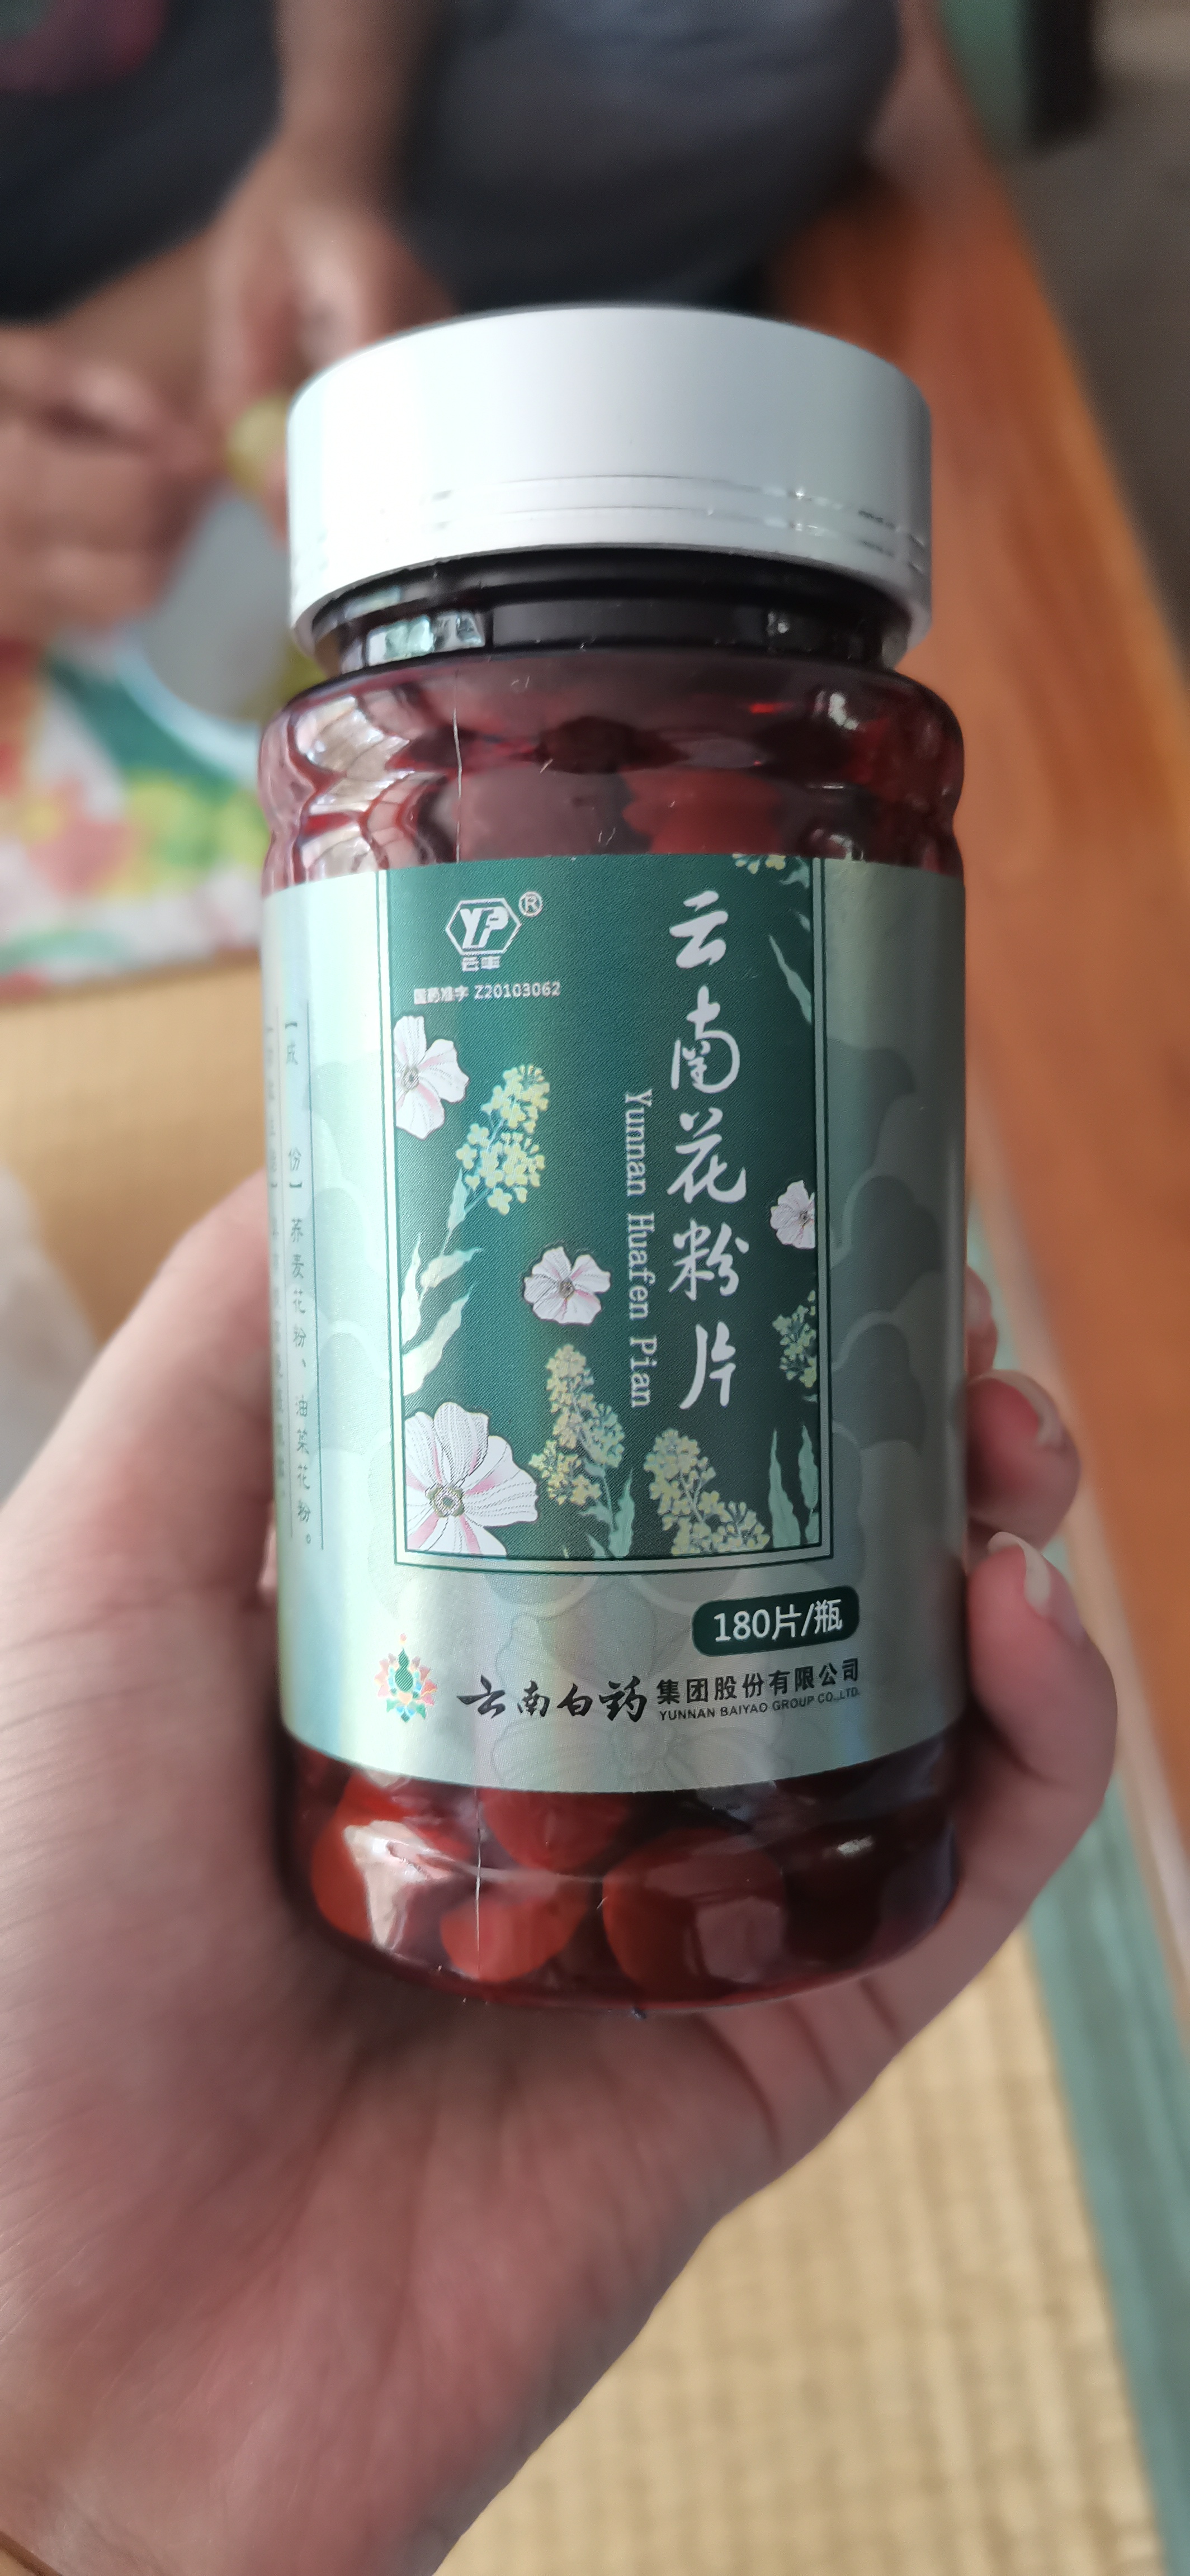 YP®
云丰
国药准字 Z20103062
云南花粉片
Yunnan Huafen Pian
【成 份】荞麦花粉、油菜花粉。
180片/瓶
云南白药集团股份有限公司
YUNNAN BAIYAO GROUP CO.,LTD.